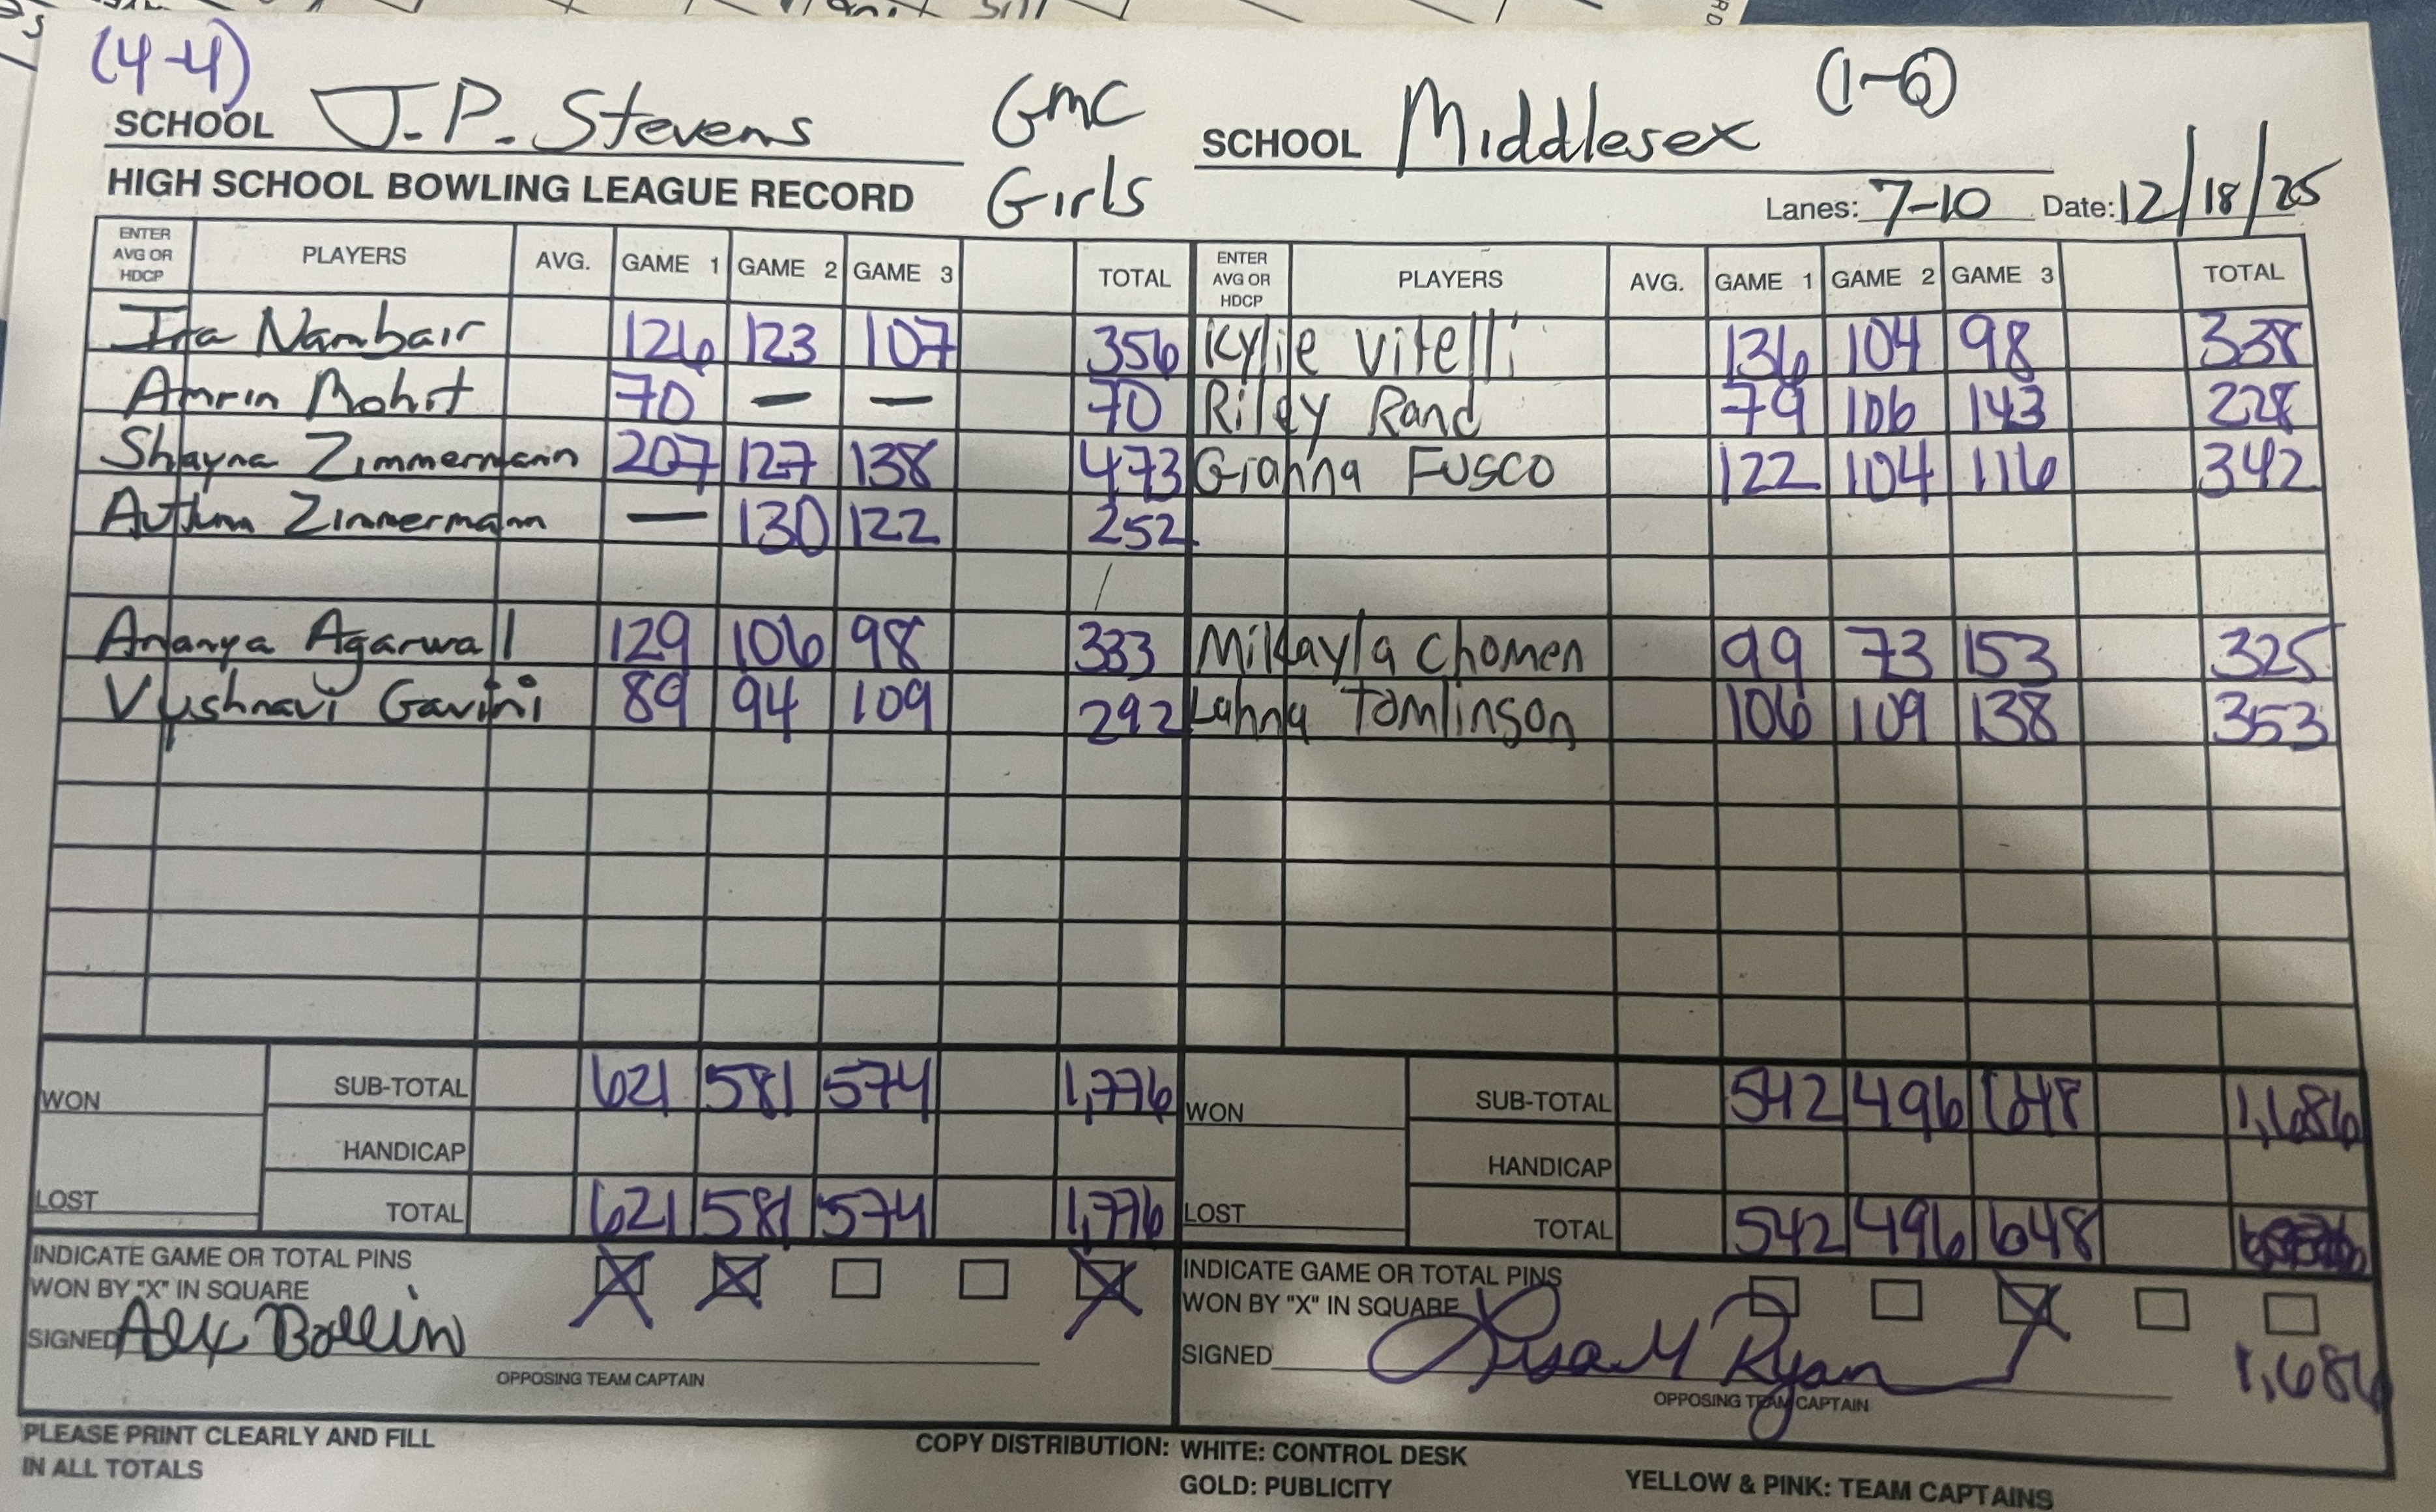 (4-4)
SCHOOL J.P. Stevens GMC SCHOOL Middlesex (1-6)
HIGH SCHOOL BOWLING LEAGUE RECORD Girls Lanes: 7-10 Date: 12/18/25
ENTER AVG OR HDCP PLAYERS AVG. GAME 1 GAME 2 GAME 3 TOTAL ENTER AVG OR HDCP PLAYERS AVG. GAME 1 GAME 2 GAME 3 TOTAL
Ira Nambair 126 123 107 356 Kylie Vitelli 136 104 98 338
Amrin Mohit 70 — — 70 Riley Rand 79 106 143 228
Shayna Zimmermann 207 127 138 473 Gianna Fusco 122 104 116 342
Autumn Zimmermann — 130 122 252
Ananya Agarwal 129 106 98 333 Mikayla Chomen 99 73 153 325
Vyshnavi Gavini 89 94 109 292 Lahna Tomlinson 106 109 138 353
WON SUB-TOTAL 621 581 574 1,776 WON SUB-TOTAL 542 496 648 1,686
HANDICAP HANDICAP
LOST TOTAL 621 581 574 1,776 LOST TOTAL 542 496 648
INDICATE GAME OR TOTAL PINS INDICATE GAME OR TOTAL PINS
WON BY "X" IN SQUARE X X X WON BY "X" IN SQUARE X
SIGNED Alex Bollin SIGNED Lisa M Ryan 1,686
OPPOSING TEAM CAPTAIN OPPOSING TEAM CAPTAIN
PLEASE PRINT CLEARLY AND FILL COPY DISTRIBUTION: WHITE: CONTROL DESK
IN ALL TOTALS GOLD: PUBLICITY YELLOW & PINK: TEAM CAPTAINS